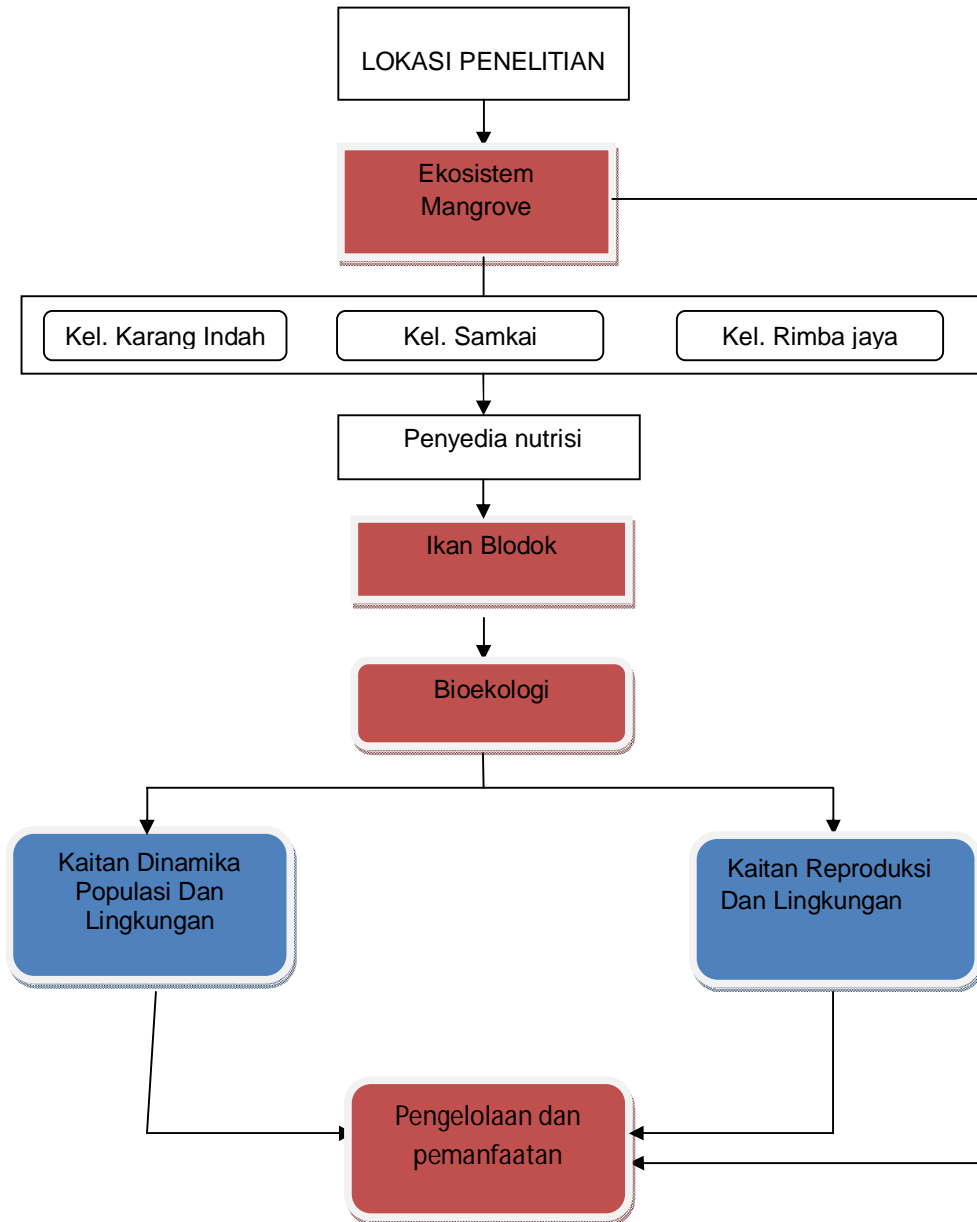 LOKASI PENELITIAN
Ekosistem
Mangrove
Kel. Karang Indah
Kel. Samkai
Kel. Rimba jaya
Penyedia nutrisi
Ikan Blodok
Bioekologi
Kaitan Dinamika
Populasi Dan
Lingkungan
Kaitan Reproduksi
Dan Lingkungan
Pengelolaan dan
pemanfaatan